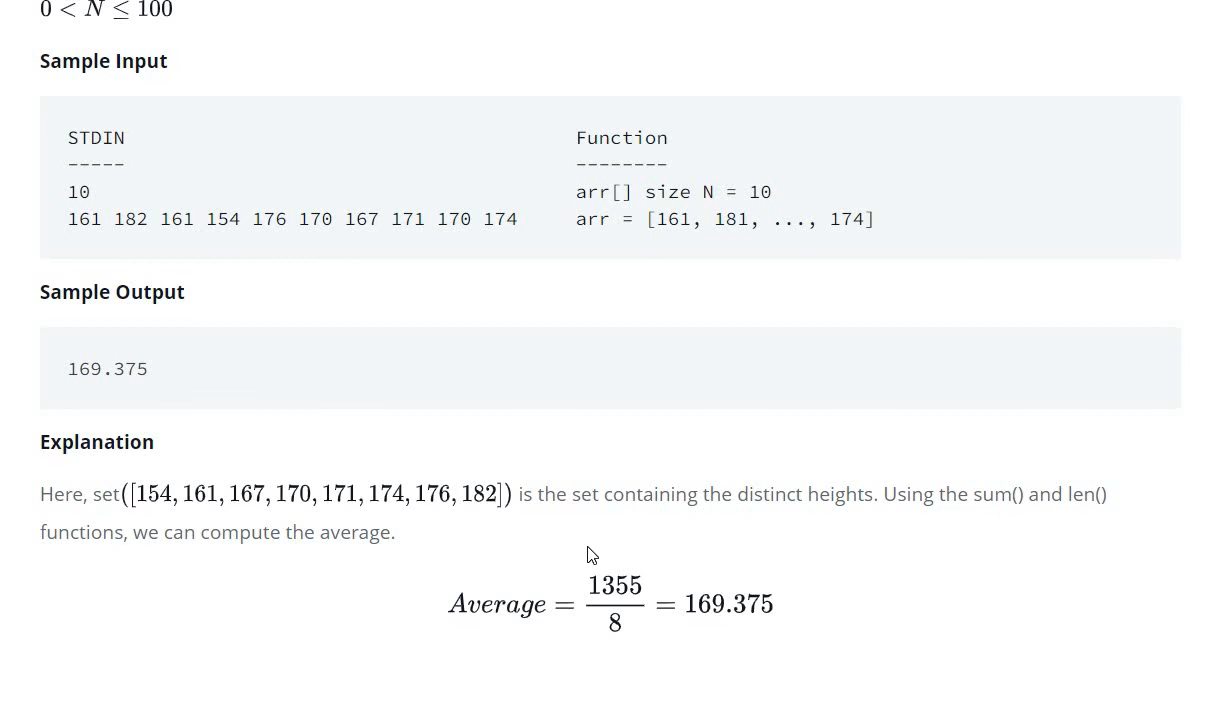 0 < N ≤ 100
Sample Input
STDIN Function
----- --------
10 arr[] size N = 10
161 182 161 154 176 170 167 171 170 174 arr = [161, 181, ..., 174]
Sample Output
169.375
Explanation
Here, set([154, 161, 167, 170, 171, 174, 176, 182]) is the set containing the distinct heights. Using the sum() and len()
functions, we can compute the average.
Average = 1355/8 = 169.375